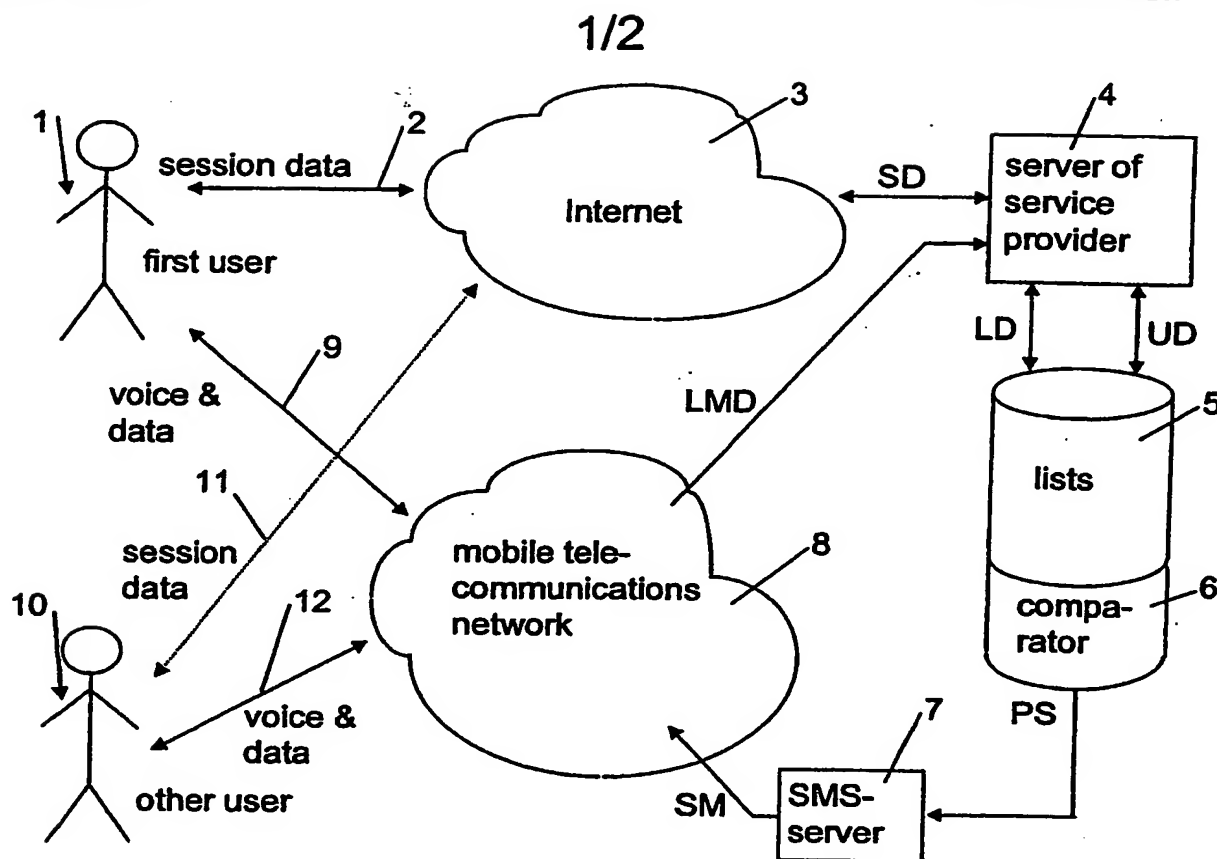 1/2
1
session data
2
3
4
Internet
SD
server of
service
provider
first user
LD
UD
9
voice &
data
LMD
5
lists
11
session
data
mobile tele-
communications
network
8
10
12
compa-
rator
6
voice &
data
PS
7
other user
SM
SMS-
server